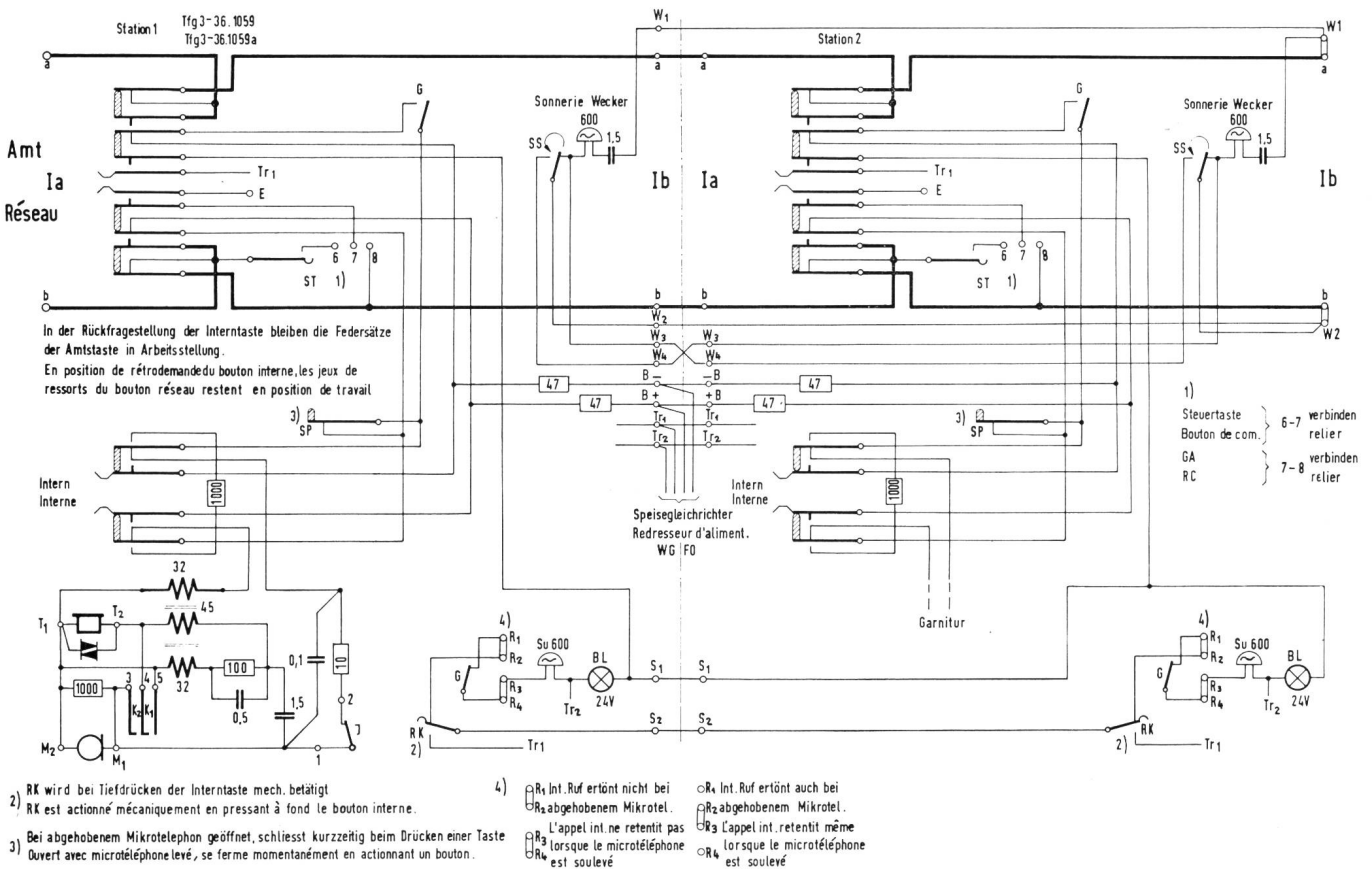 Station 1
Tfg 3-36.1059
Tfg 3-36.1059a
Station 2
W1
W1
a
a
a
a
G
G
Sonnerie Wecker
600
1,5
SS
Sonnerie Wecker
600
1,5
SS
Amt
Ia
Réseau
Tr1
E
Ib
Ia
Tr1
E
Ib
6 7 8
ST 1)
6 7 8
ST 1)
b
b
b
b
W2
W2
W3
W3
W4
W4
In der Rückfragestellung der Interntaste bleiben die Federsätze
der Amtstaste in Arbeitsstellung.
En position de rétrodemande du bouton interne, les jeux de
ressorts du bouton réseau restent en position de travail
47
B –
– B
47
47
B +
+ B
47
Tr1
Tr1
Tr2
Tr2
3)
SP
3)
SP
1)
Steuertaste
Bouton de com.
6-7 verbinden
relier
GA
RC
7-8 verbinden
relier
Intern
Interne
1000
Intern
Interne
1000
Speisegleichrichter
Redresseur d'aliment.
WG FO
Garnitur
32
45
T1
T2
32
100
0,5
1000
3 4 5
K2 K1
1,5
0,1
10
2
J
1
M2
M1
4)
R1
R2
R3
R4
G
Su 600
BL
24V
Tr2
S1
S1
S2
S2
RK
2)
Tr1
4)
R1
R2
R3
R4
G
Su 600
BL
24V
Tr2
RK
2)
Tr1
2) RK wird bei Tiefdrücken der Interntaste mech. betätigt
RK est actionné mécaniquement en pressant à fond le bouton interne.
3) Bei abgehobenem Mikrotelephon geöffnet, schliesst kurzzeitig beim Drücken einer Taste
Ouvert avec microtéléphone levé, se ferme momentanément en actionnant un bouton.
4)
R1 Int. Ruf ertönt nicht bei
R2 abgehobenem Mikrotel.
R3 L'appel int. ne retentit pas
R4 lorsque le microtéléphone
est soulevé
R1 Int. Ruf ertönt auch bei
R2 abgehobenem Mikrotel.
R3 L'appel int. retentit même
R4 lorsque le microtéléphone
est soulevé